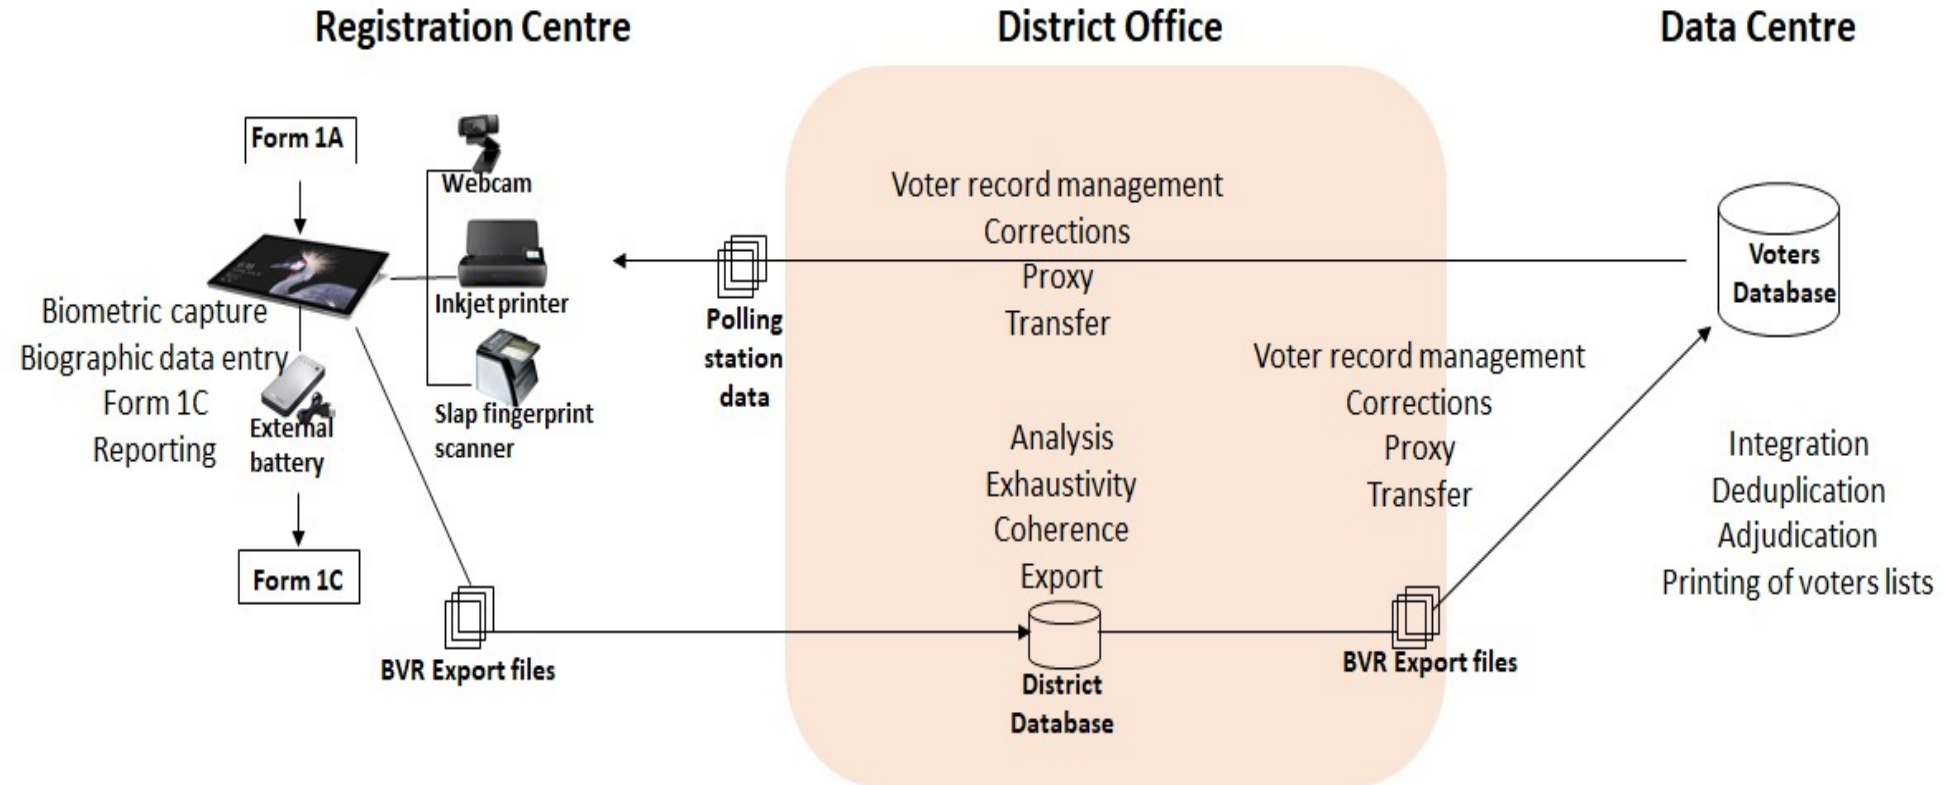 Registration Centre
District Office
Data Centre
Form 1A
Webcam
Inkjet printer
Slap fingerprint
scanner
Biometric capture
Biographic data entry
Form 1C
Reporting
External
battery
Form 1C
BVR Export files
Polling
station
data
Voter record management
Corrections
Proxy
Transfer
Analysis
Exhaustivity
Coherence
Export
District
Database
Voter record management
Corrections
Proxy
Transfer
BVR Export files
Voters
Database
Integration
Deduplication
Adjudication
Printing of voters lists